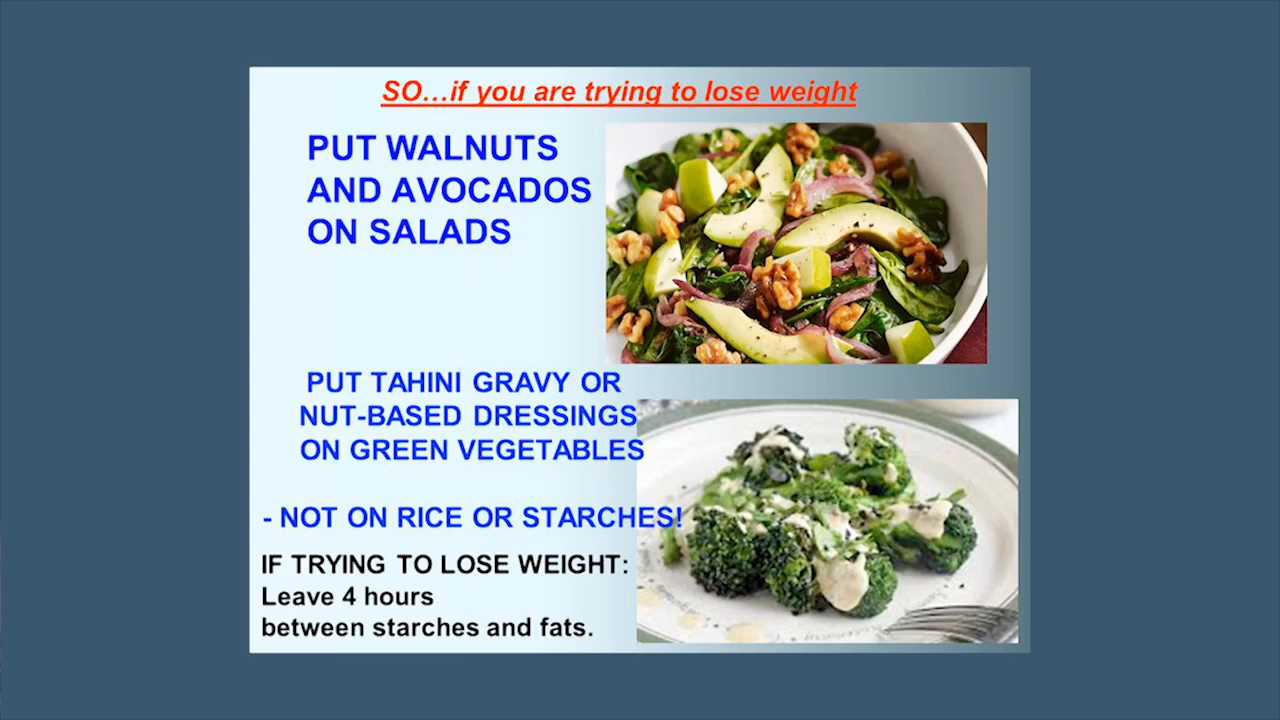 SO...if you are trying to lose weight
PUT WALNUTS
AND AVOCADOS
ON SALADS
PUT TAHINI GRAVY OR
NUT-BASED DRESSINGS
ON GREEN VEGETABLES
- NOT ON RICE OR STARCHES!
IF TRYING TO LOSE WEIGHT:
Leave 4 hours
between starches and fats.